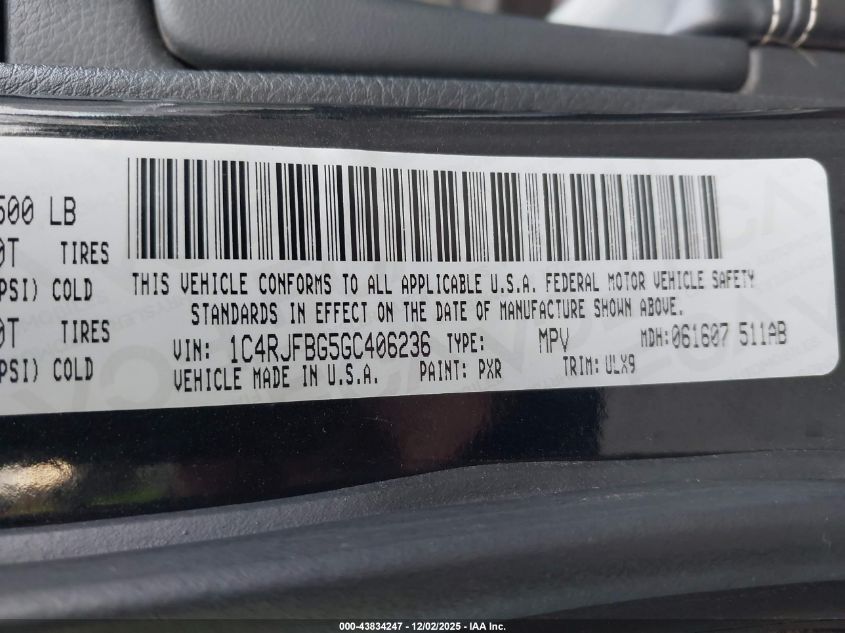 500 LB
0T TIRES
PSI) COLD
0T TIRES
PSI) COLD
THIS VEHICLE CONFORMS TO ALL APPLICABLE U.S.A. FEDERAL MOTOR VEHICLE SAFETY
STANDARDS IN EFFECT ON THE DATE OF MANUFACTURE SHOWN ABOVE.
VIN: 1C4RJFBG5GC406236 TYPE: MPV MDH:061607 511AB
VEHICLE MADE IN U.S.A. PAINT: PXR TRIM:ULX9
000-43834247 - 12/02/2025 - IAA Inc.